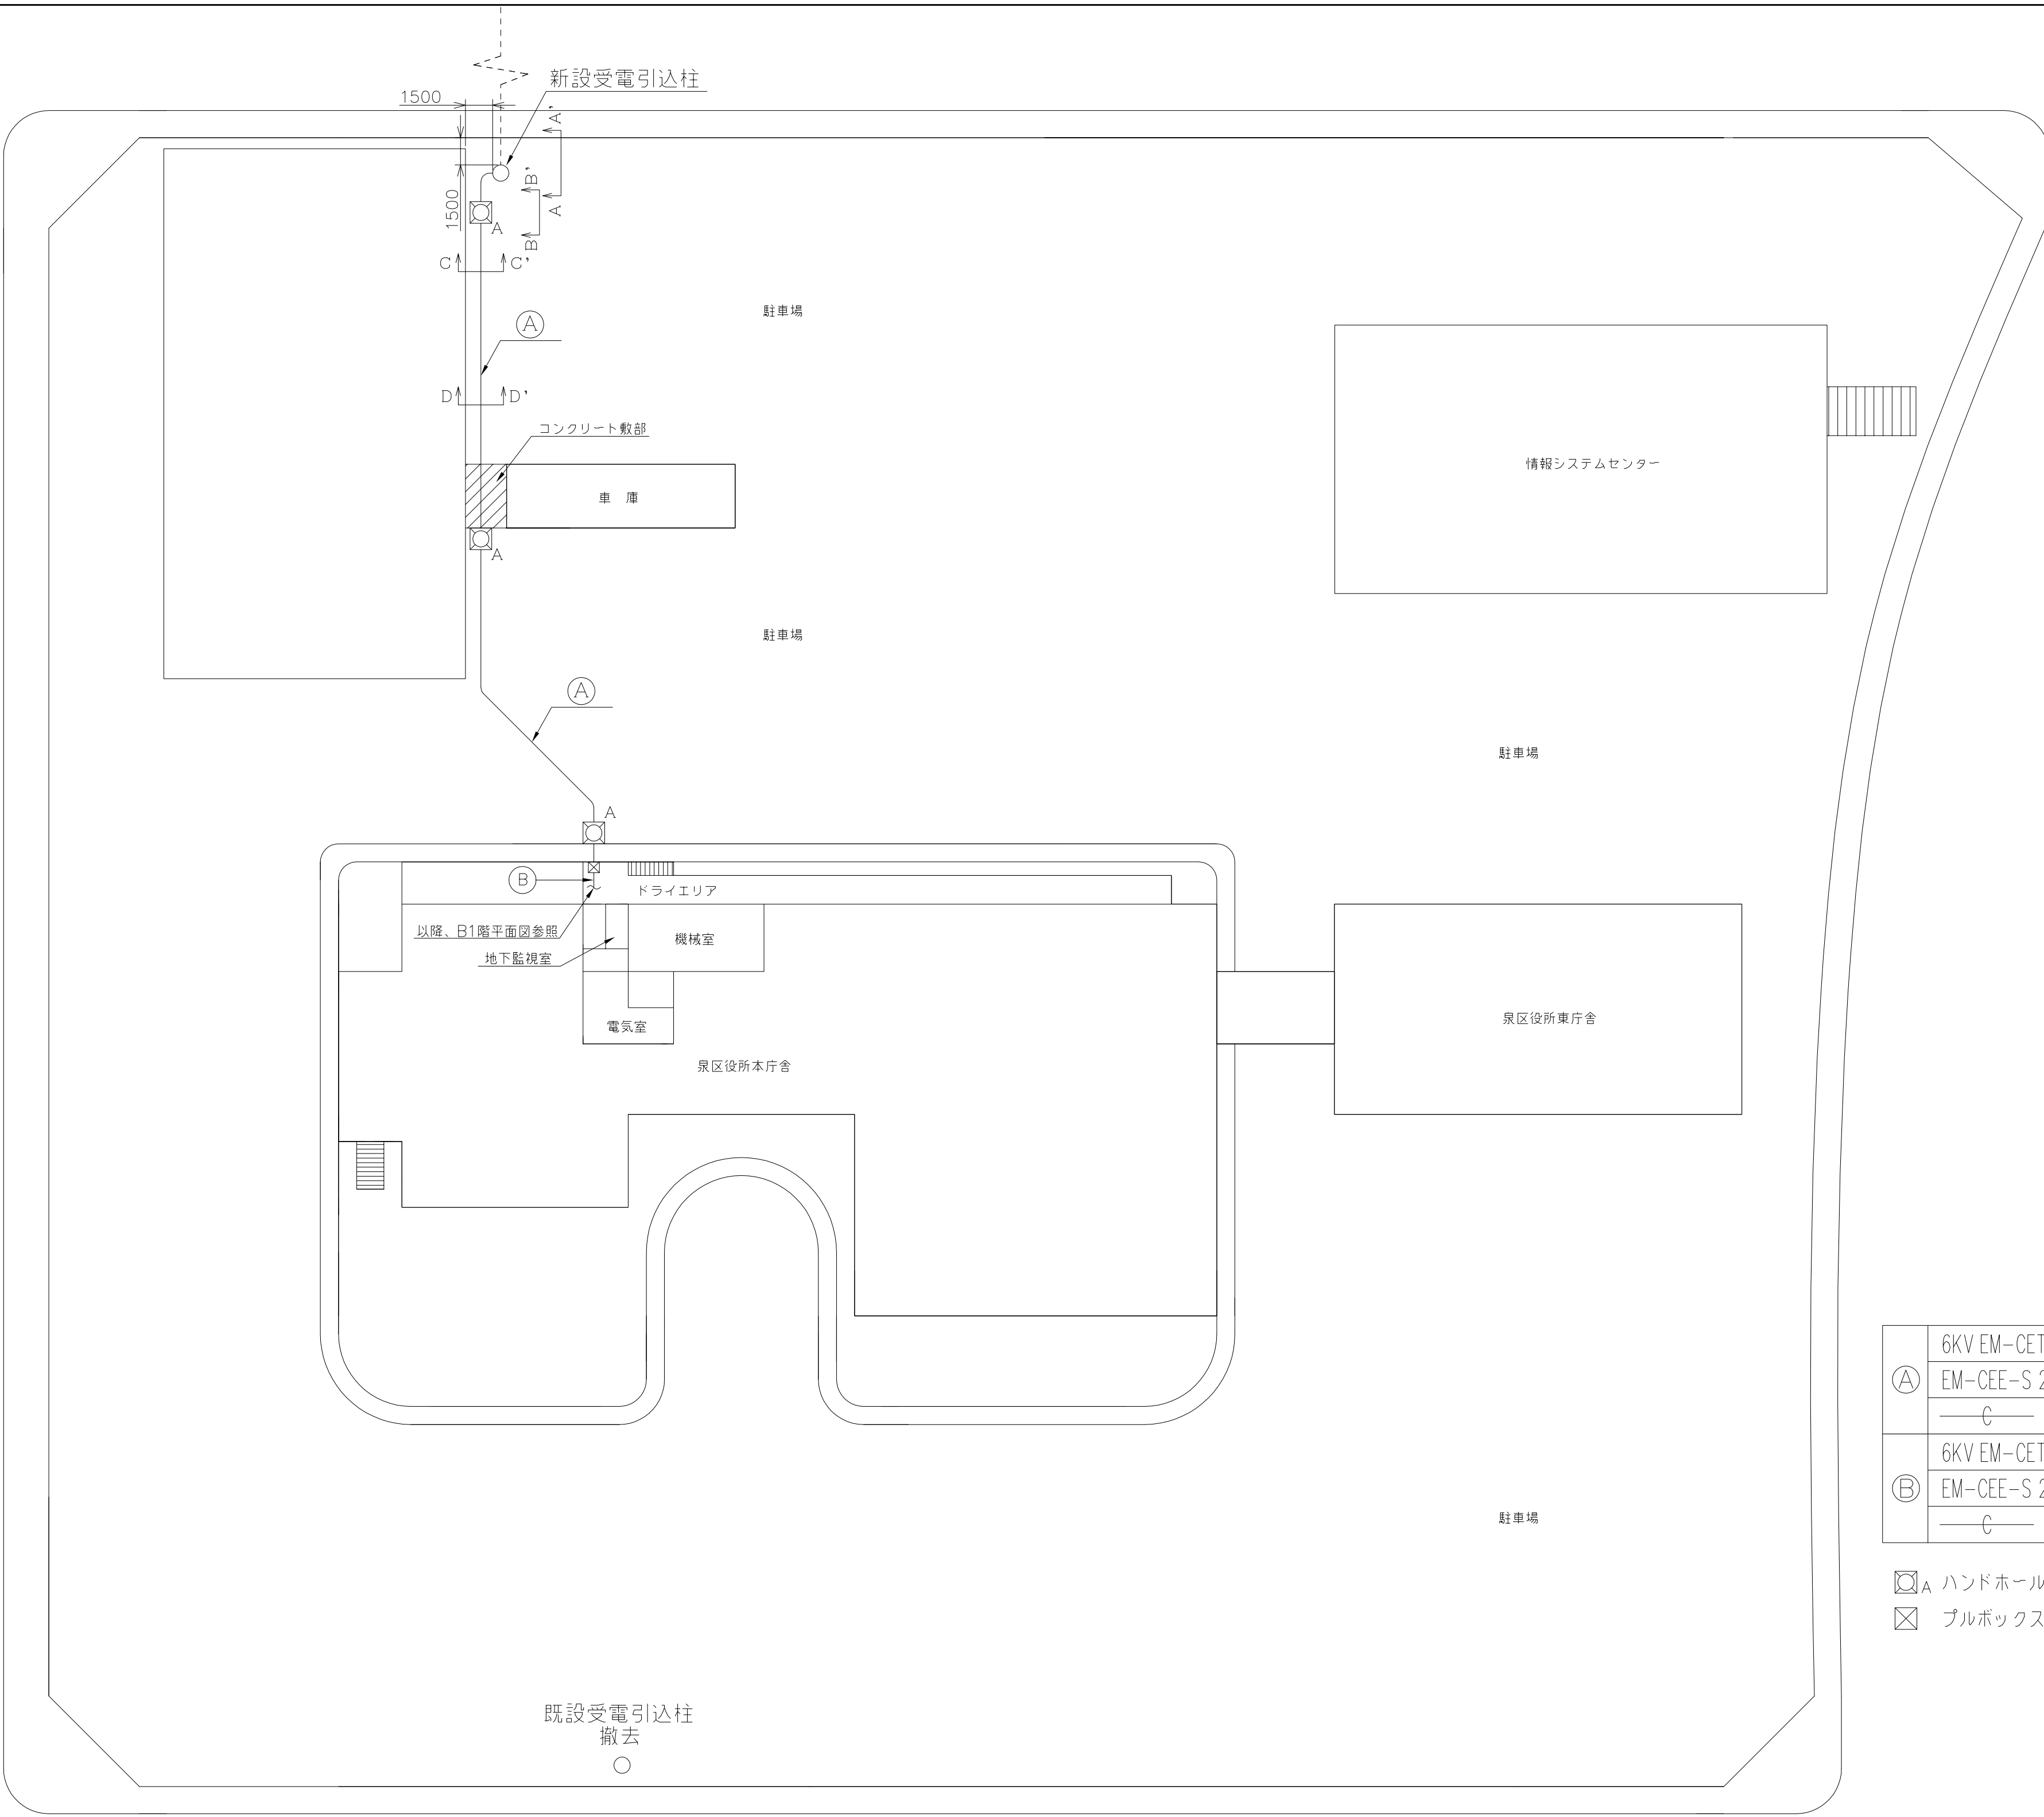 新設受電引込柱
1500
A'
B'
1500
A
A
B
C
C'
駐車場
A
D
D'
コンクリート敷部
情報システムセンター
車 庫
A
駐車場
A
駐車場
A
B
ドライエリア
以降、B1階平面図参照
機械室
地下監視室
電気室
泉区役所東庁舎
泉区役所本庁舎
6KV EM-CET
A
EM-CEE-S 2
C
6KV EM-CET
B
EM-CEE-S 2
C
駐車場
A ハンドホール
プルボックス
既設受電引込柱
撤去